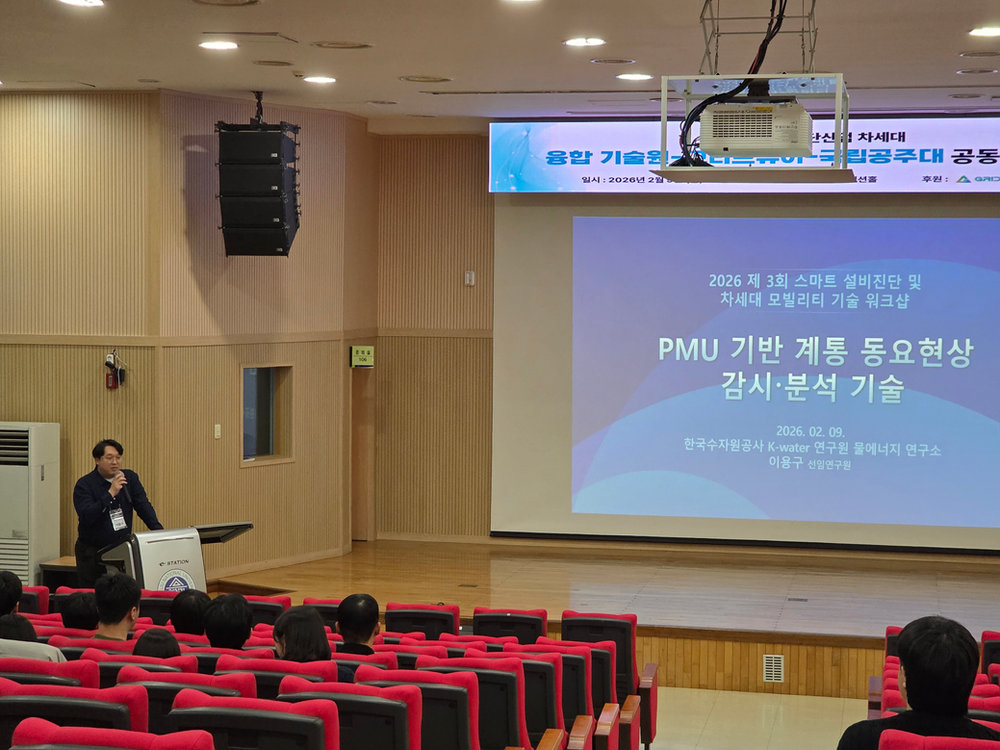 차세대
융합 기술원
국립공주대 공동
일시 : 2026년 2월
후원 : GRID
2026 제 3회 스마트 설비진단 및
차세대 모빌리티 기술 워크샵
PMU 기반 계통 동요현상
감시·분석 기술
2026. 02. 09.
한국수자원공사 K-water 연구원 물에너지 연구소
이용구 선임연구원
106
STATION